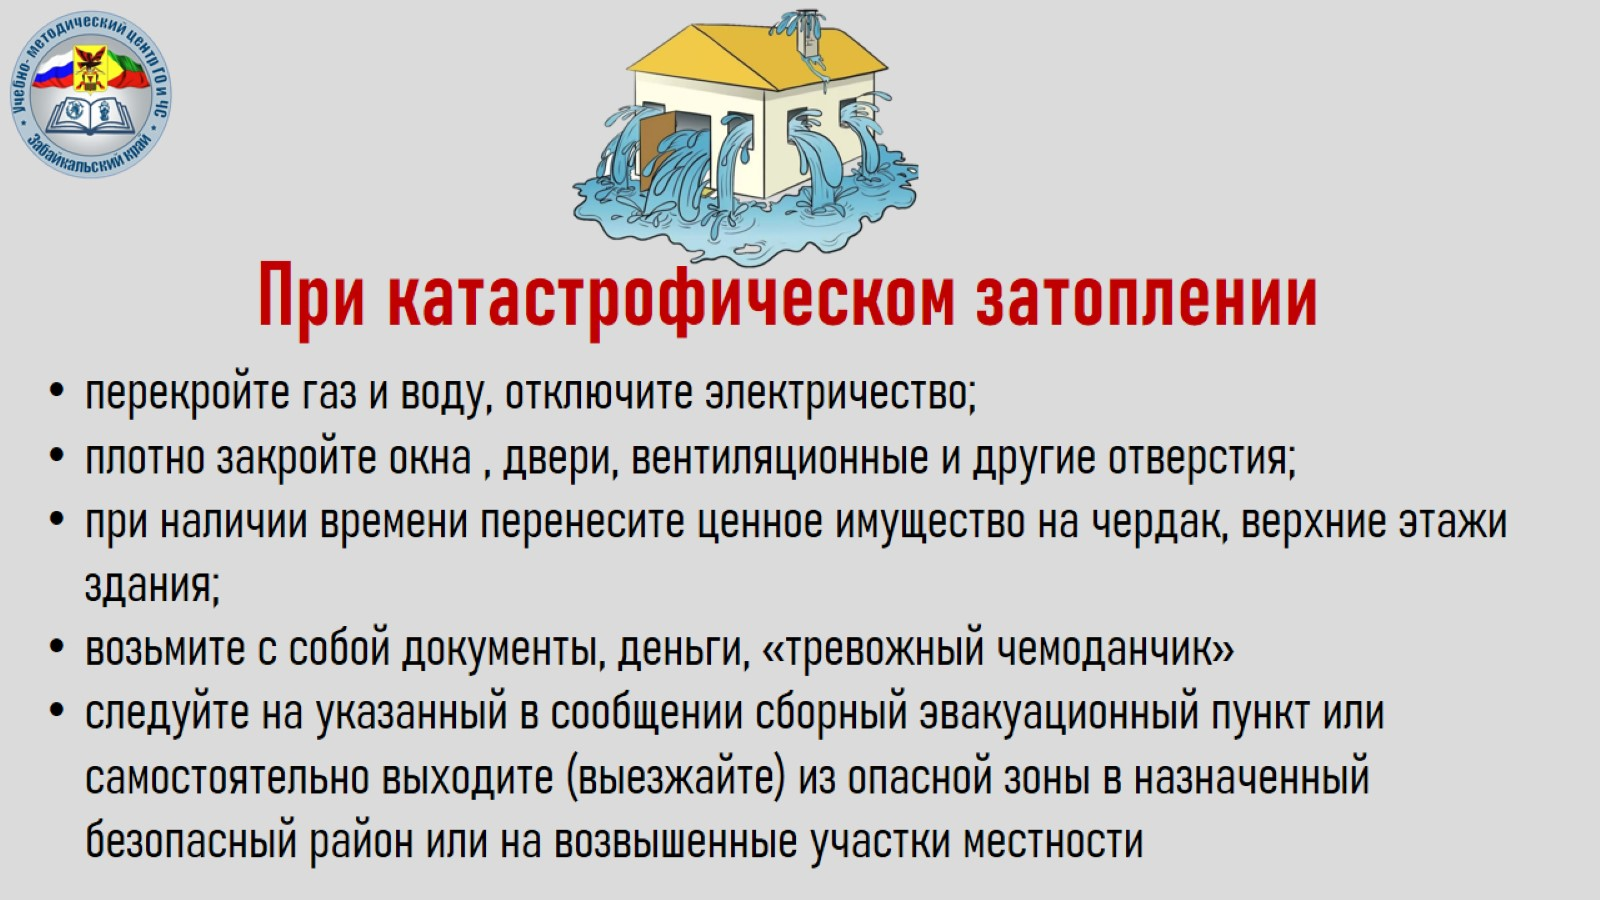 Учебно- методический центр ГО и ЧС
• Забайкальский край •
При катастрофическом затоплении
• перекройте газ и воду, отключите электричество;
• плотно закройте окна , двери, вентиляционные и другие отверстия;
• при наличии времени перенесите ценное имущество на чердак, верхние этажи
здания;
• возьмите с собой документы, деньги, «тревожный чемоданчик»
• следуйте на указанный в сообщении сборный эвакуационный пункт или
самостоятельно выходите (выезжайте) из опасной зоны в назначенный
безопасный район или на возвышенные участки местности